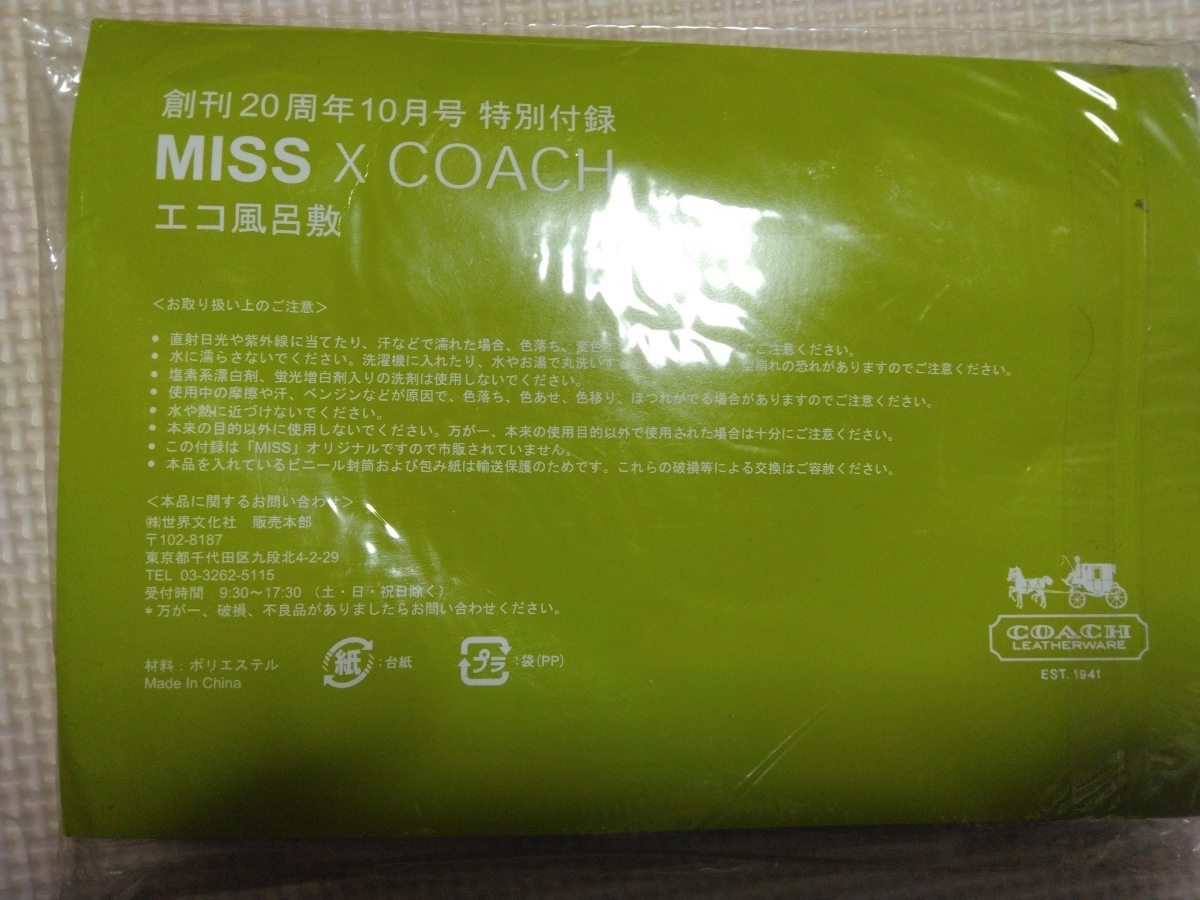 創刊20周年10月号 特別付録
MISS X COACH
エコ風呂敷
＜お取り扱い上のご注意＞
● 直射日光や紫外線に当てたり、汗などで濡れた場合、色落ち、変色 ご注意ください。
● 水に濡らさないでください。洗濯機に入れたり、水やお湯で丸洗い 型崩れの恐れがありますのでご注意ください。
● 塩素系漂白剤、蛍光増白剤入りの洗剤は使用しないでください。
● 使用中の摩擦や汗、ベンジンなどが原因で、色落ち、色あせ、色移り、ほつれがでる場合がありますのでご注意ください。
● 水や熱に近づけないでください。
● 本来の目的以外に使用しないでください。万が一、本来の使用目的以外で使用された場合は十分にご注意ください。
● この付録は「MISS」オリジナルですので市販されていません。
● 本品を入れているビニール封筒および包み紙は輸送保護のためです。これらの破損等による交換はご容赦ください。
＜本品に関するお問い合わせ＞
㈱世界文化社 販売本部
〒102-8187
東京都千代田区九段北4-2-29
TEL 03-3262-5115
受付時間 9:30～17:30 （土・日・祝日除く）
＊万が一、破損、不良品がありましたらお問い合わせください。
材料：ポリエステル
Made In China
紙：台紙
プラ：袋(PP)
COACH
LEATHERWARE
EST. 1941